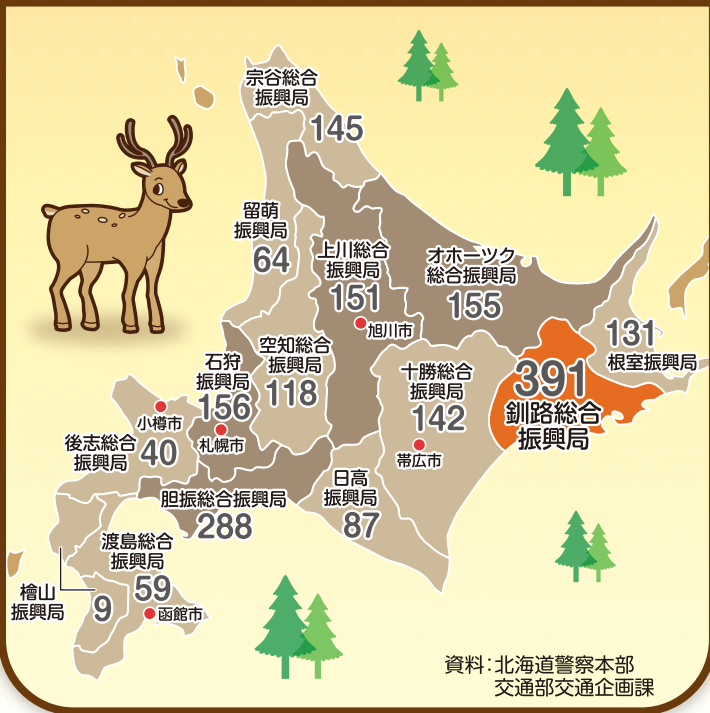 宗谷総合
振興局
145
留萌
振興局
64
上川総合
振興局
151
旭川市
オホーツク
総合振興局
155
131
根室振興局
391
釧路総合
振興局
空知総合
振興局
118
石狩
振興局
156
札幌市
小樽市
後志総合
振興局
40
十勝総合
振興局
142
帯広市
日高
振興局
87
胆振総合振興局
288
渡島総合
振興局
59
函館市
檜山
振興局
9
資料：北海道警察本部
交通部交通企画課